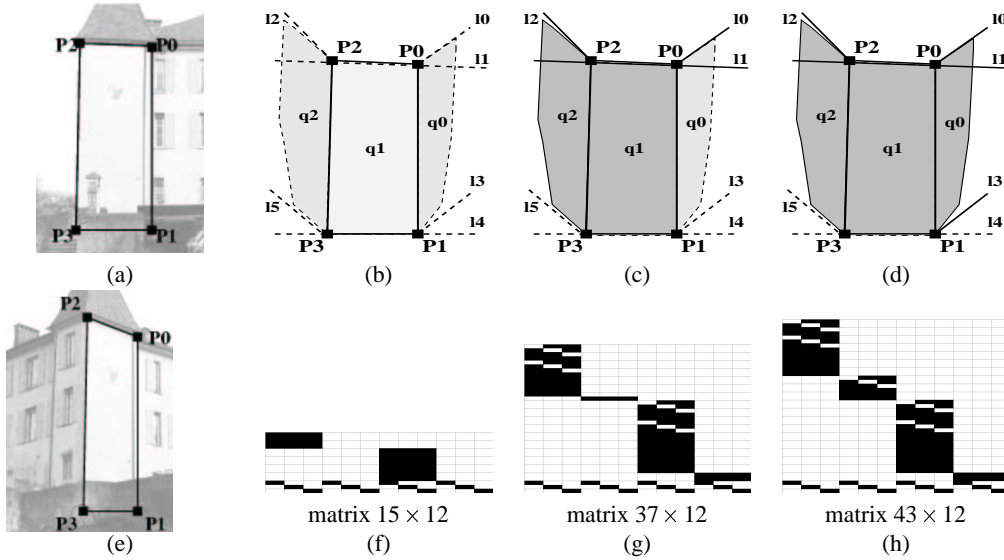 P2 P0
P3 P1
(a)
l2 l0
P2 P0
l1
q2 q0
q1
l3
l5 l4
P3 P1
(b)
l2 l0
P2 P0
l1
q2 q0
q1
l3
l5 l4
P3 P1
(c)
l2 l0
P2 P0
l1
q2 q0
q1
l3
l5 l4
P3 P1
(d)
P2
P0
P3 P1
(e)
matrix 15 × 12
(f)
matrix 37 × 12
(g)
matrix 43 × 12
(h)